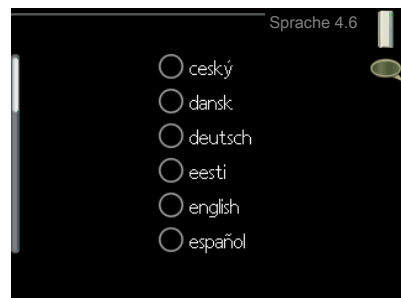 Sprache 4.6
ceský
dansk
deutsch
eesti
english
español